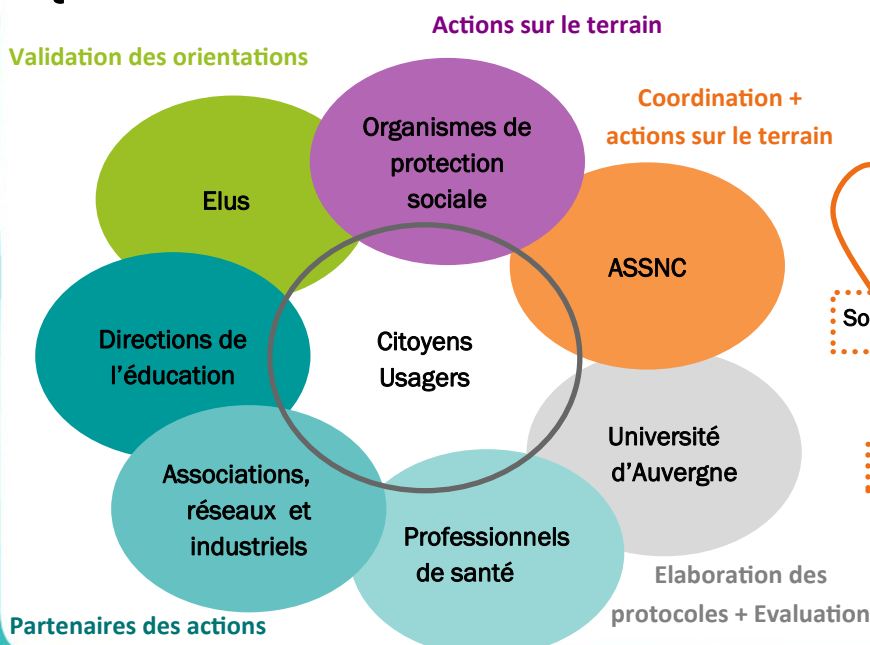 Actions sur le terrain
Validation des orientations
Coordination +
actions sur le terrain
Organismes de
protection
sociale
Elus
ASSNC
So
Directions de
l'éducation
Citoyens
Usagers
Université
d'Auvergne
Associations,
réseaux et
industriels
Professionnels
de santé
Elaboration des
protocoles + Evaluation
Partenaires des actions